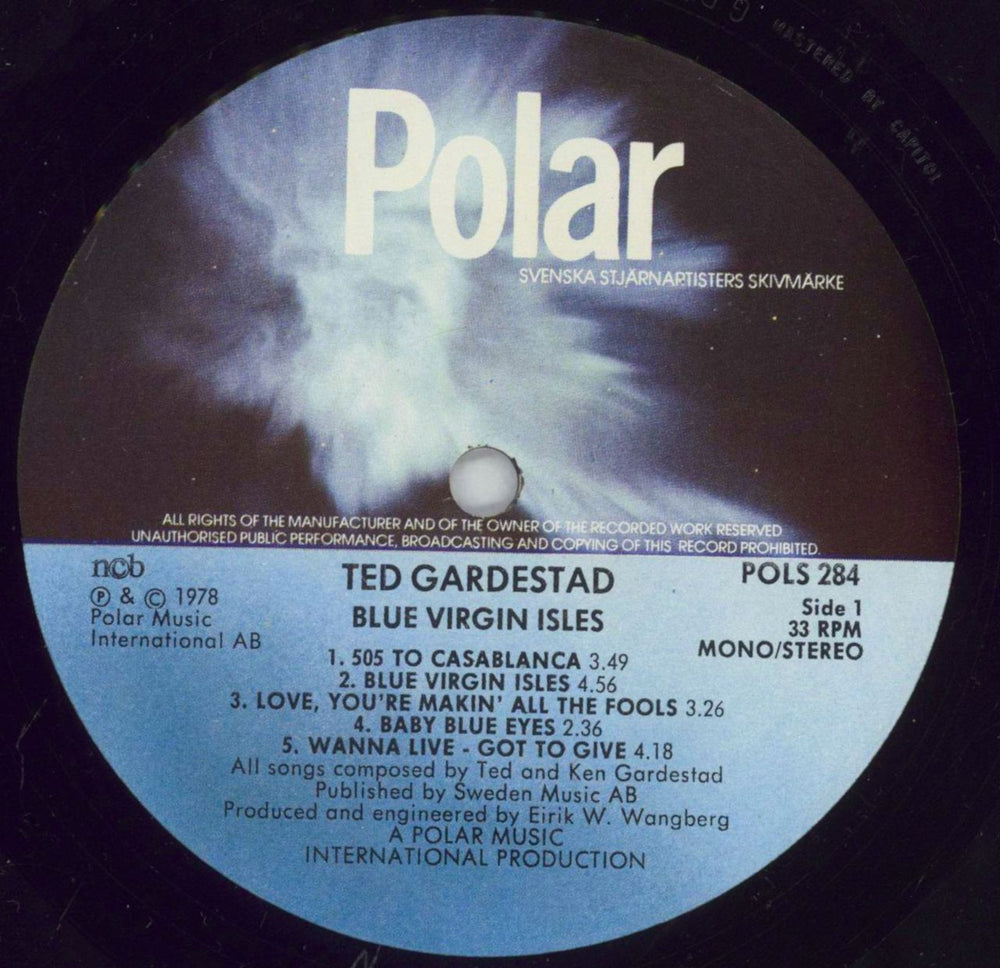 MASTERED BY CAPITOL
Polar
SVENSKA STJÄRNARTISTERS SKIVMÄRKE
ALL RIGHTS OF THE MANUFACTURER AND OF THE OWNER OF THE RECORDED WORK RESERVED
UNAUTHORISED PUBLIC PERFORMANCE, BROADCASTING AND COPYING OF THIS RECORD PROHIBITED.
ncb
℗ & © 1978
Polar Music
International AB
TED GARDESTAD
BLUE VIRGIN ISLES
POLS 284
Side 1
33 RPM
MONO/STEREO
1. 505 TO CASABLANCA 3.49
2. BLUE VIRGIN ISLES 4.56
3. LOVE, YOU'RE MAKIN' ALL THE FOOLS 3.26
4. BABY BLUE EYES 2.36
5. WANNA LIVE - GOT TO GIVE 4.18
All songs composed by Ted and Ken Gardestad
Published by Sweden Music AB
Produced and engineered by Eirik W. Wangberg
A POLAR MUSIC
INTERNATIONAL PRODUCTION